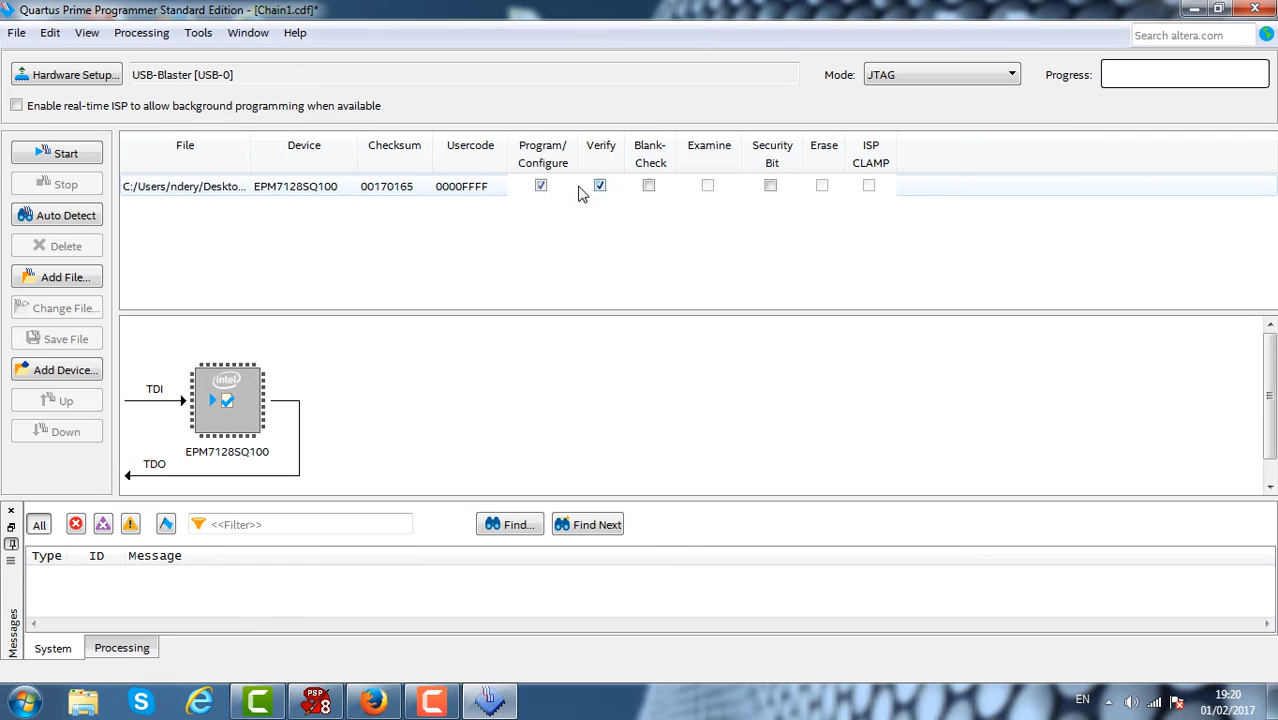 Quartus Prime Programmer Standard Edition - [Chain1.cdf]*
File Edit View Processing Tools Window Help
Search altera.com
Hardware Setup... USB-Blaster [USB-0] Mode: JTAG Progress:
Enable real-time ISP to allow background programming when available
Start
Stop
Auto Detect
Delete
Add File...
Change File...
Save File
Add Device...
Up
Down
File Device Checksum Usercode Program/ Verify Blank- Examine Security Erase ISP
Configure Check Bit CLAMP
C:/Users/ndery/Deskto... EPM7128SQ100 00170165 0000FFFF
TDI
intel
EPM7128SQ100
TDO
All <<Filter>> Find... Find Next
Type ID Message
Messages
System Processing
PSP 8
EN
19:20
01/02/2017